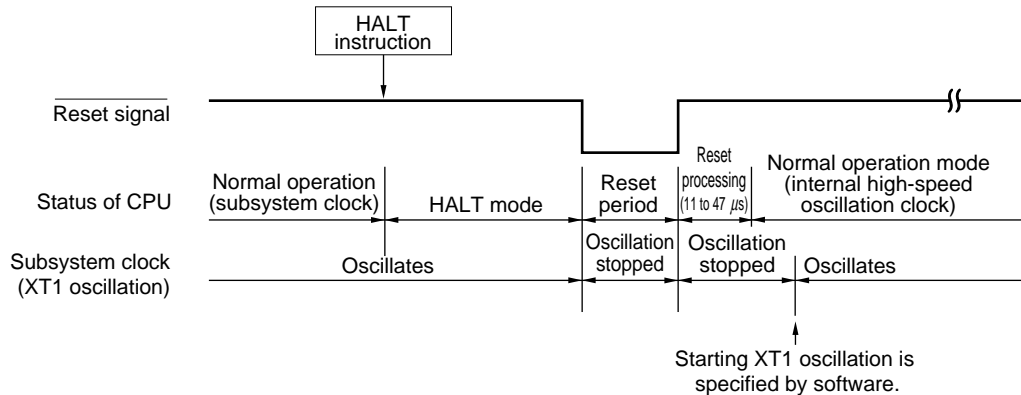 HALT
instruction
Reset signal
Status of CPU
Normal operation
(subsystem clock)
HALT mode
Reset
period
Reset
processing
(11 to 47 μs)
Normal operation mode
(internal high-speed
oscillation clock)
Subsystem clock
(XT1 oscillation)
Oscillates
Oscillation
stopped
Oscillation
stopped
Oscillates
Starting XT1 oscillation is
specified by software.